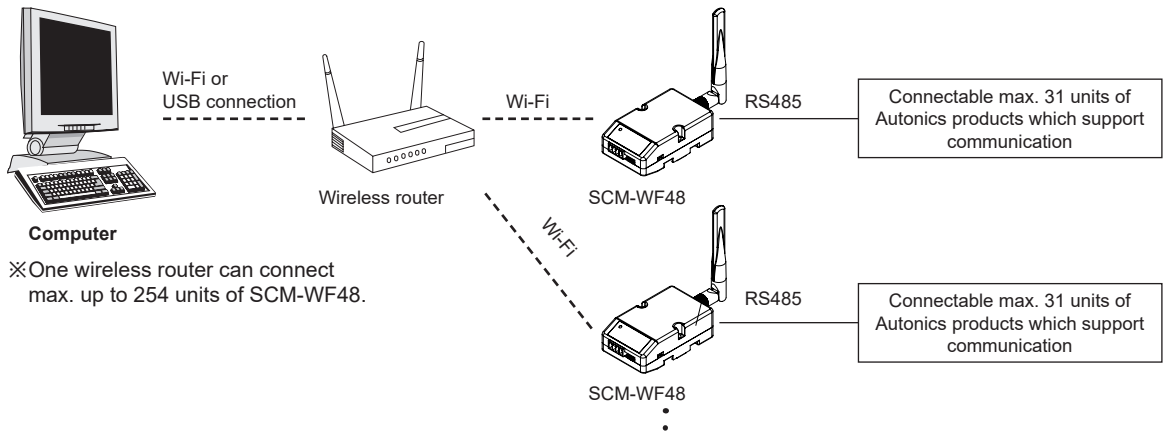 Wi-Fi or
USB connection
Wi-Fi
RS485
Connectable max. 31 units of
Autonics products which support
communication
Wireless router
SCM-WF48
Computer
Wi-Fi
※One wireless router can connect
max. up to 254 units of SCM-WF48.
RS485
Connectable max. 31 units of
Autonics products which support
communication
SCM-WF48